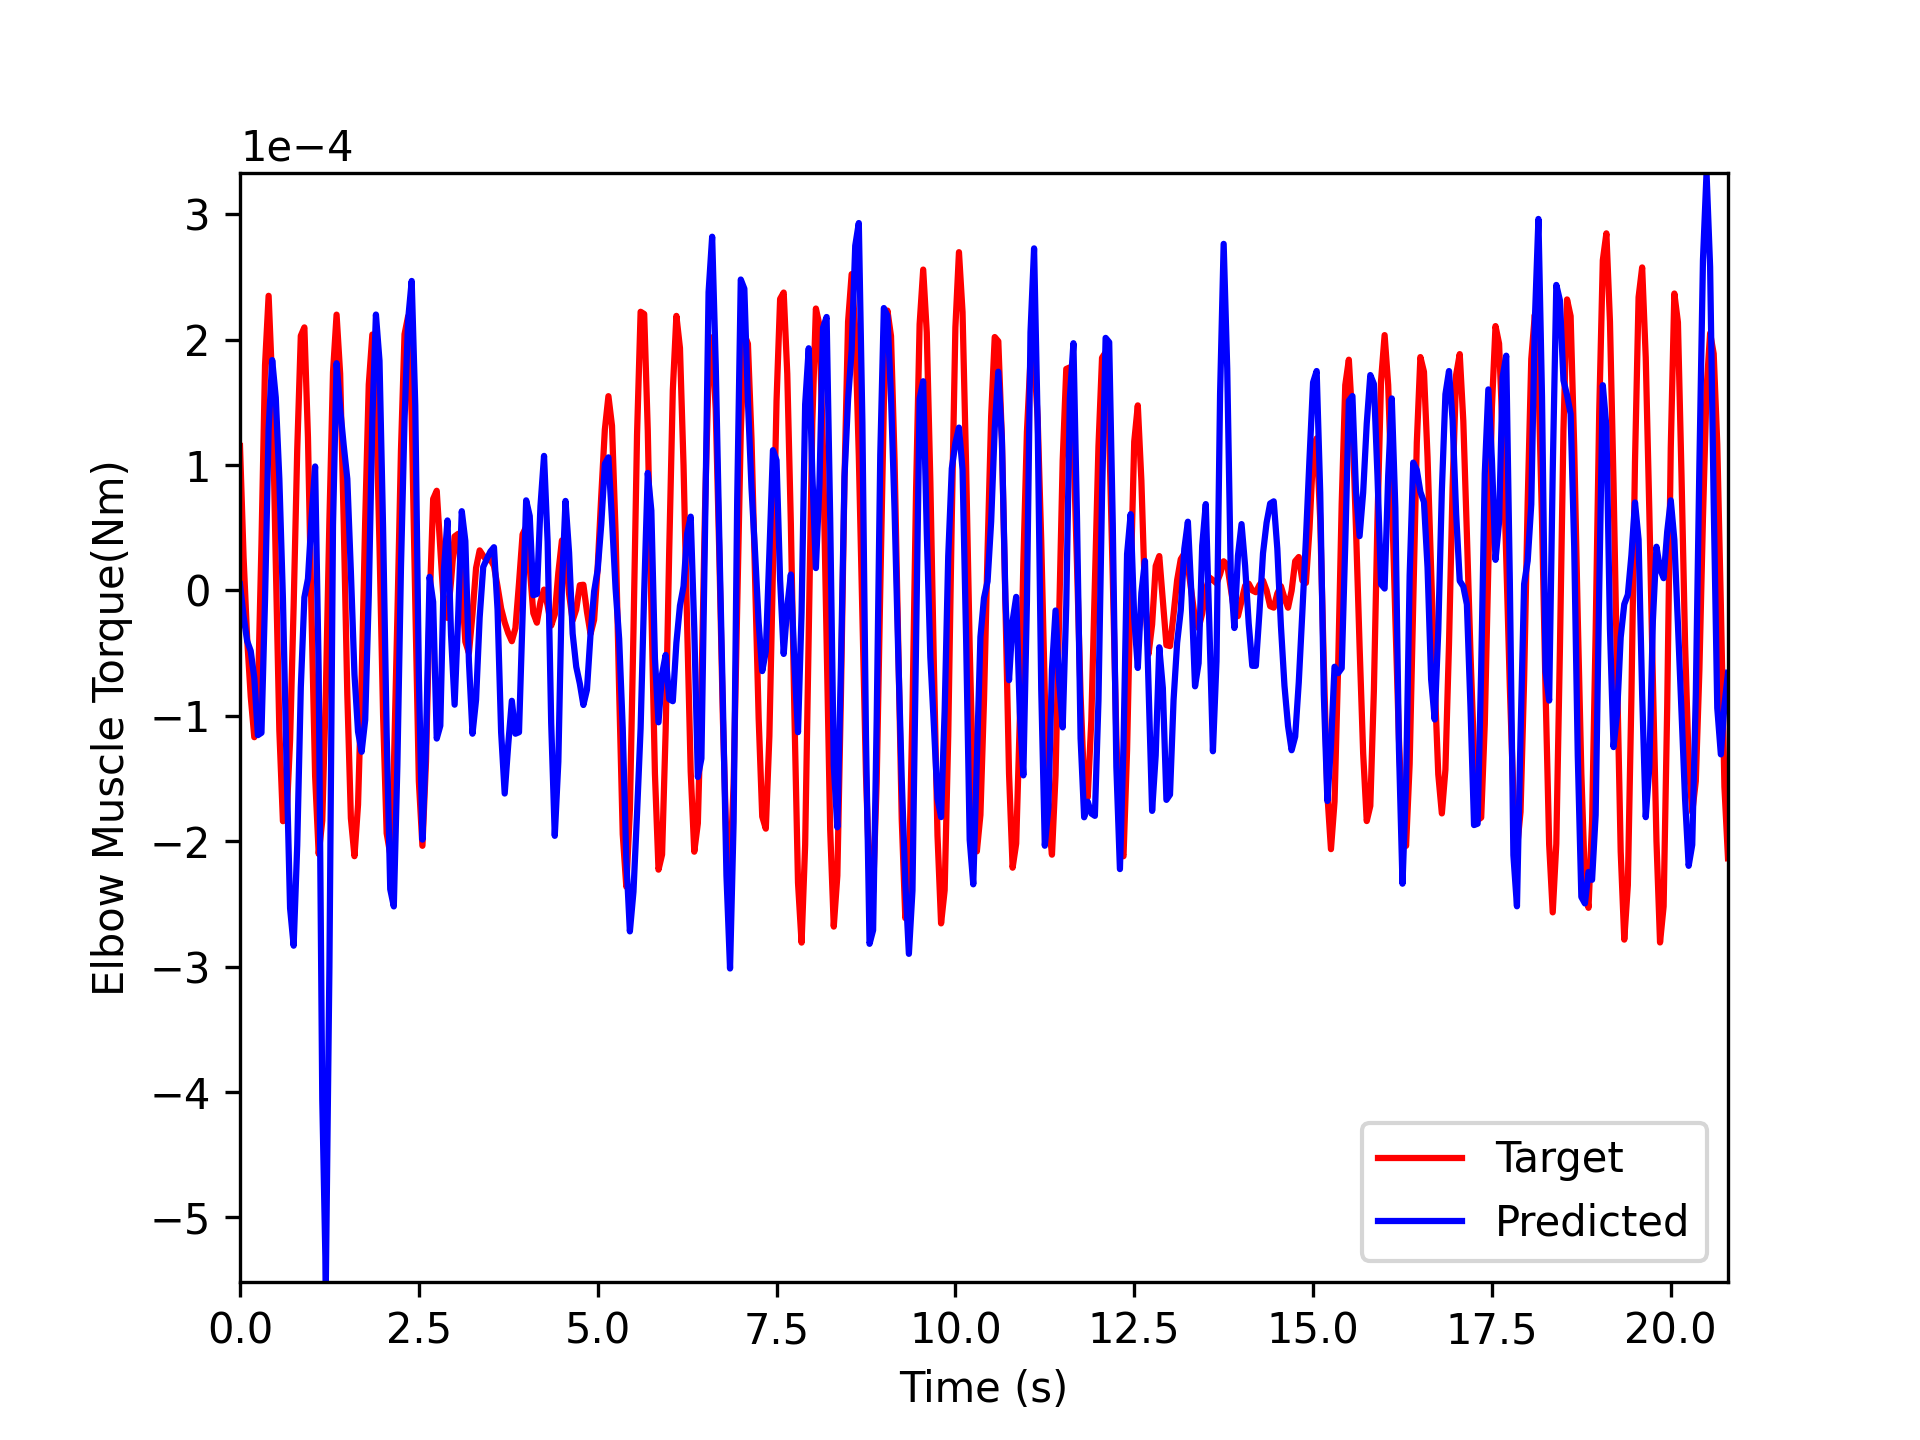 1e−4
3
2
1
0
−1
−2
−3
−4
−5
Elbow Muscle Torque(Nm)
0.0 2.5 5.0 7.5 10.0 12.5 15.0 17.5 20.0
Time (s)
Target
Predicted